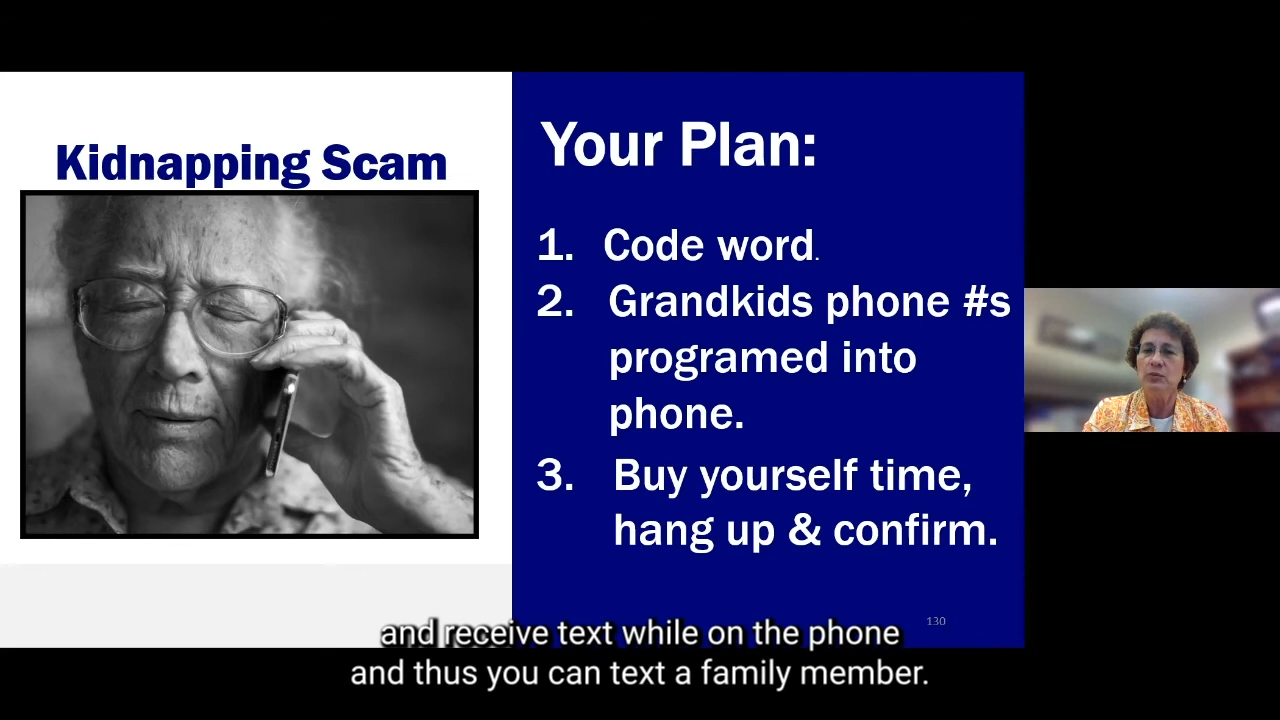 Kidnapping Scam
Your Plan:
1. Code word.
2. Grandkids phone #s
programed into
phone.
3. Buy yourself time,
hang up & confirm.
130
and receive text while on the phone
and thus you can text a family member.